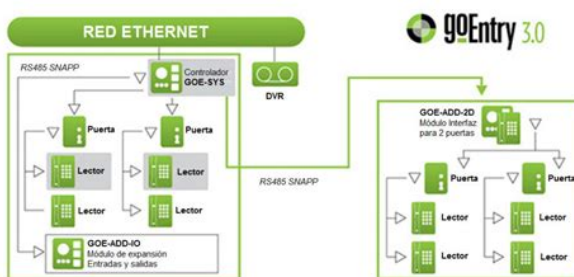 RED ETHERNET
goEntry 3.0
RS485 SNAPP
Controlador
GOE-SYS
DVR
Puerta
Puerta
Lector
Lector
Lector
Lector
GOE-ADD-IO
Módulo de expansión
Entradas y salidas
RS485 SNAPP
GOE-ADD-2D
Módulo Interfaz
para 2 puertas
Puerta
Puerta
Lector
Lector
Lector
Lector